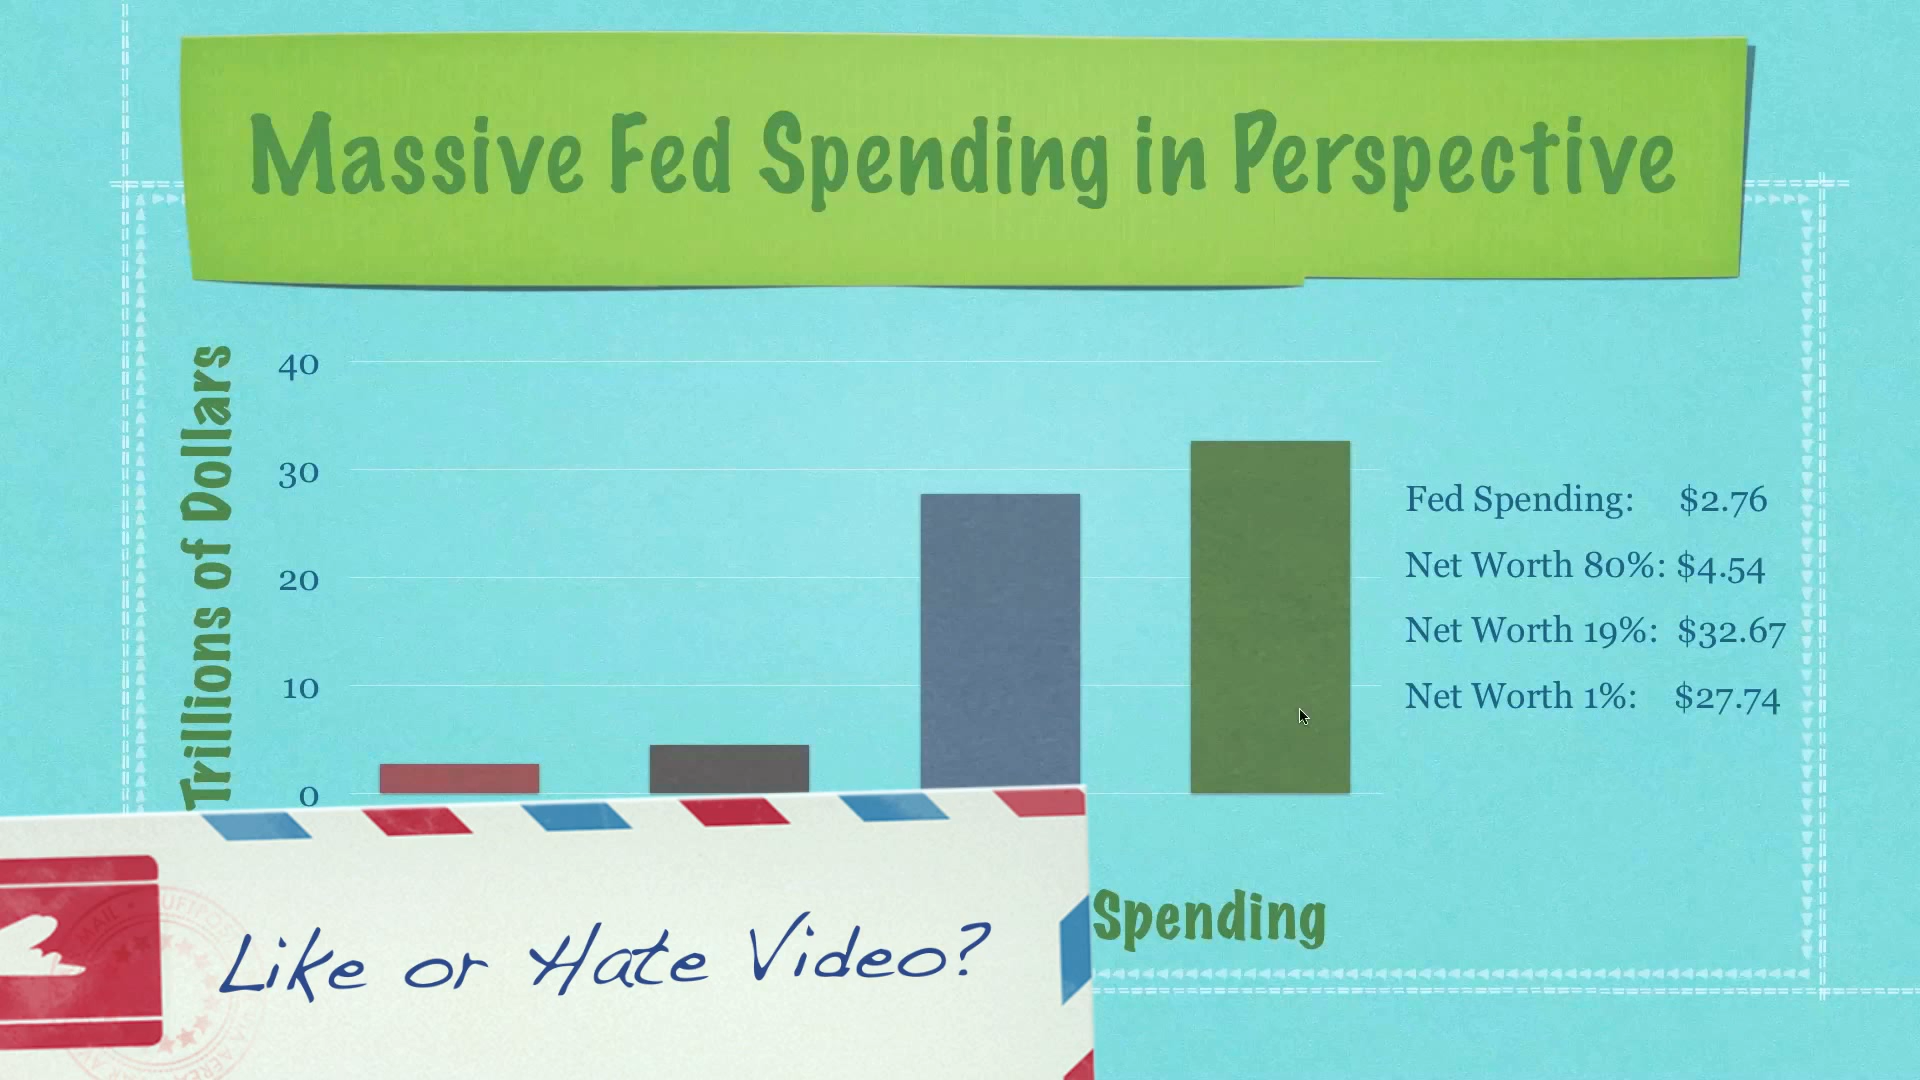 Massive Fed Spending in Perspective
Trillions of Dollars
40
30
20
10
0
Fed Spending: $2.76
Net Worth 80%: $4.54
Net Worth 19%: $32.67
Net Worth 1%: $27.74
Spending
Like or Hate Video?